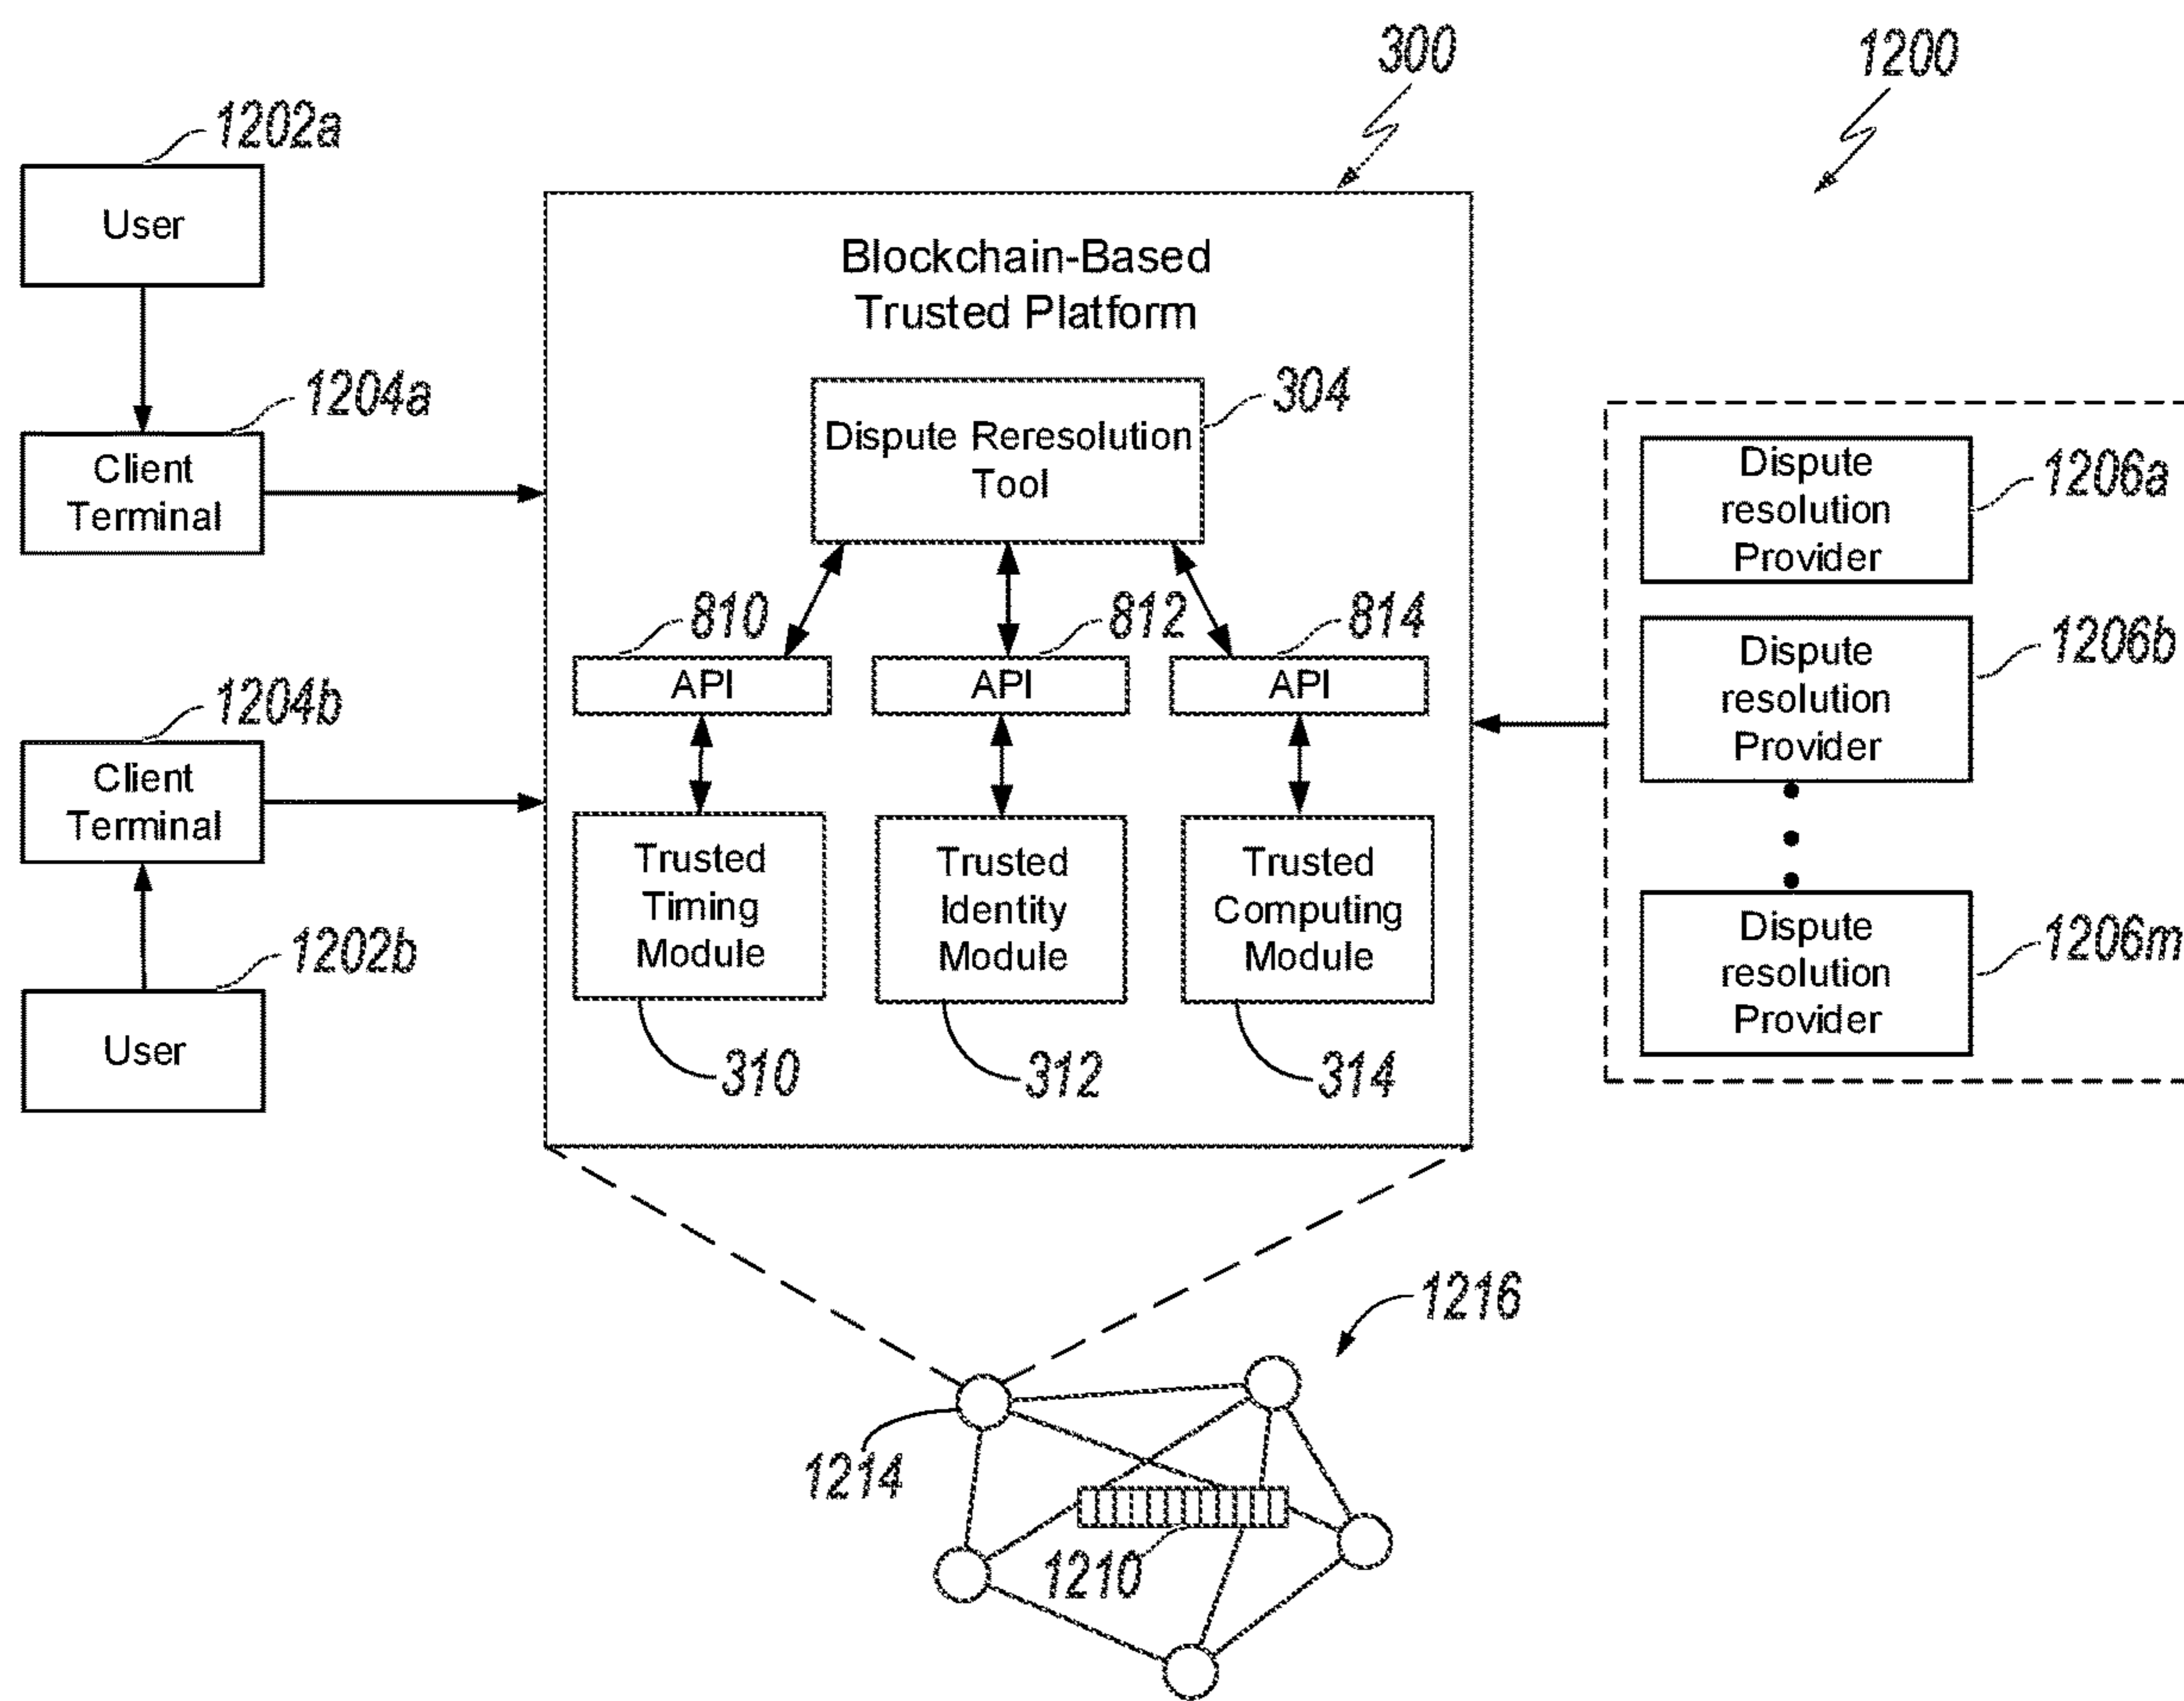 300
1200
1202a
User
Blockchain-Based
Trusted Platform
1204a
Client
Terminal
304
Dispute Reresolution
Tool
Dispute
resolution
Provider
1206a
810
812
814
API
API
API
Dispute
resolution
Provider
1206b
1204b
Client
Terminal
Trusted
Timing
Module
Trusted
Identity
Module
Trusted
Computing
Module
Dispute
resolution
Provider
1206m
1202b
User
310
312
314
1216
1214
1210